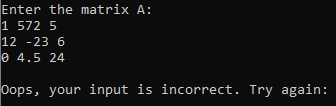 Enter the matrix A:
1 572 5
12 -23 6
0 4.5 24
Oops, your input is incorrect. Try again: